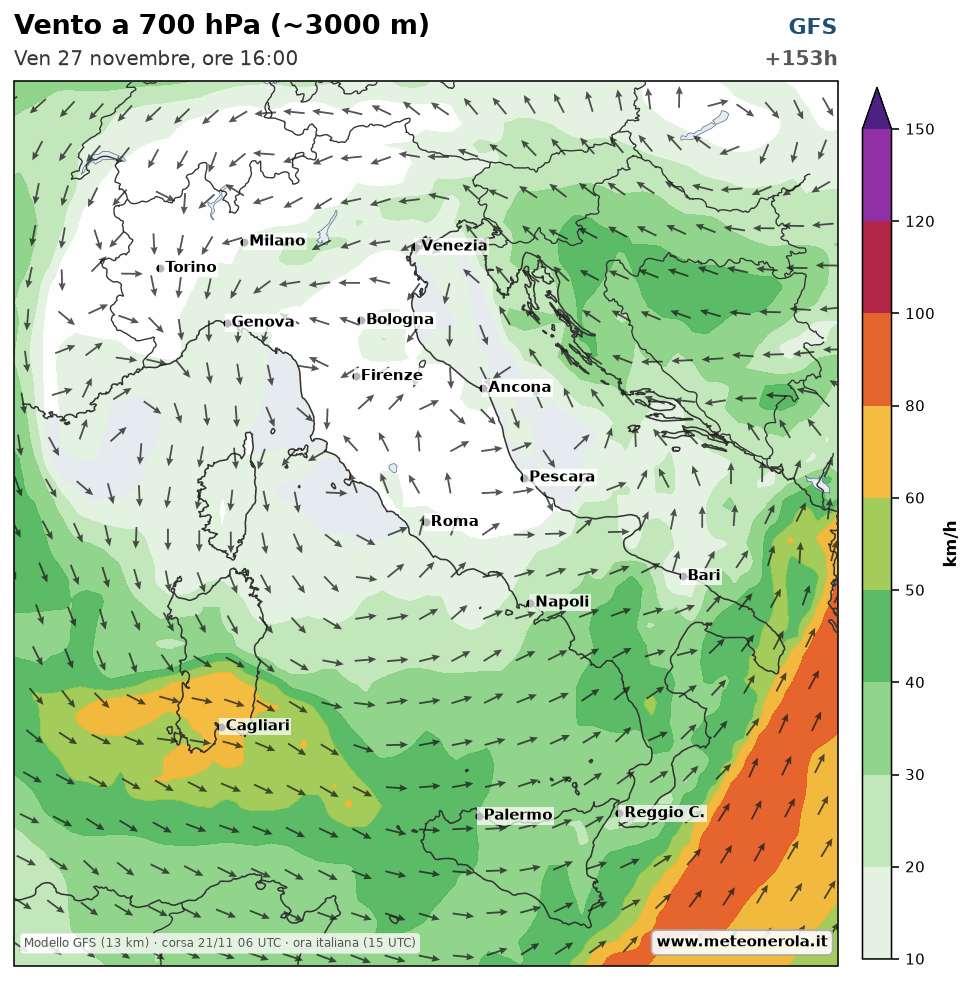 Vento a 700 hPa (~3000 m)
GFS
Ven 27 novembre, ore 16:00
+153h
150
120
100
80
60
50
40
30
20
10
km/h
Milano
Venezia
Torino
Genova
Bologna
Firenze
Ancona
Pescara
Roma
Bari
Napoli
Cagliari
Palermo
Reggio C.
Modello GFS (13 km) · corsa 21/11 06 UTC · ora italiana (15 UTC)
www.meteonerola.it